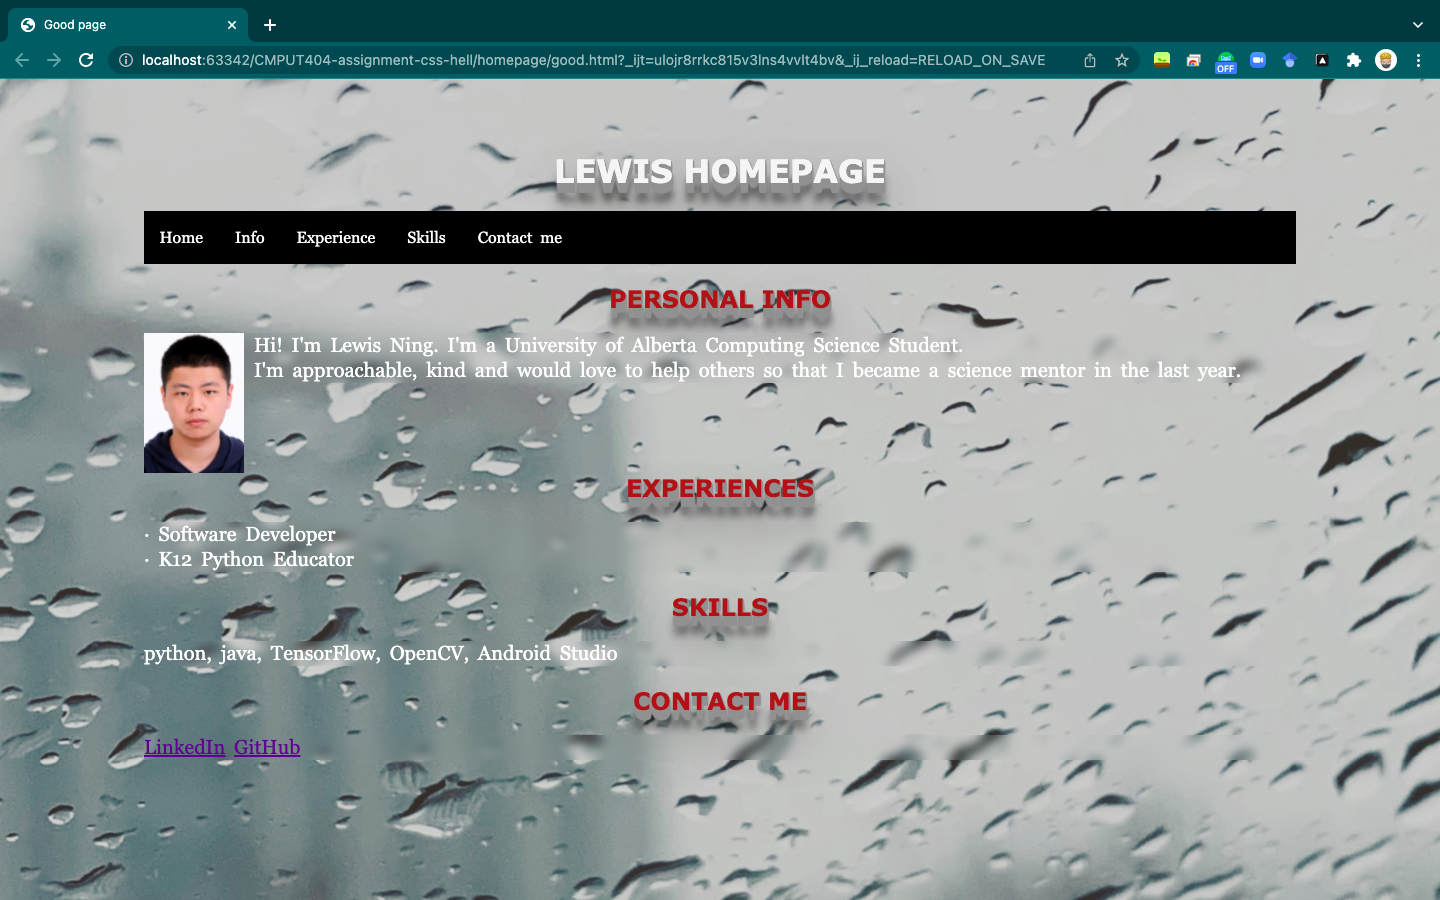 Good page
localhost:63342/CMPUT404-assignment-css-hell/homepage/good.html?_ijt=ulojr8rrkc815v3lns4vvlt4bv&_ij_reload=RELOAD_ON_SAVE
OFF
LEWIS HOMEPAGE
Home Info Experience Skills Contact me
PERSONAL INFO
Hi! I'm Lewis Ning. I'm a University of Alberta Computing Science Student.
I'm approachable, kind and would love to help others so that I became a science mentor in the last year.
EXPERIENCES
· Software Developer
· K12 Python Educator
SKILLS
python, java, TensorFlow, OpenCV, Android Studio
CONTACT ME
LinkedIn GitHub